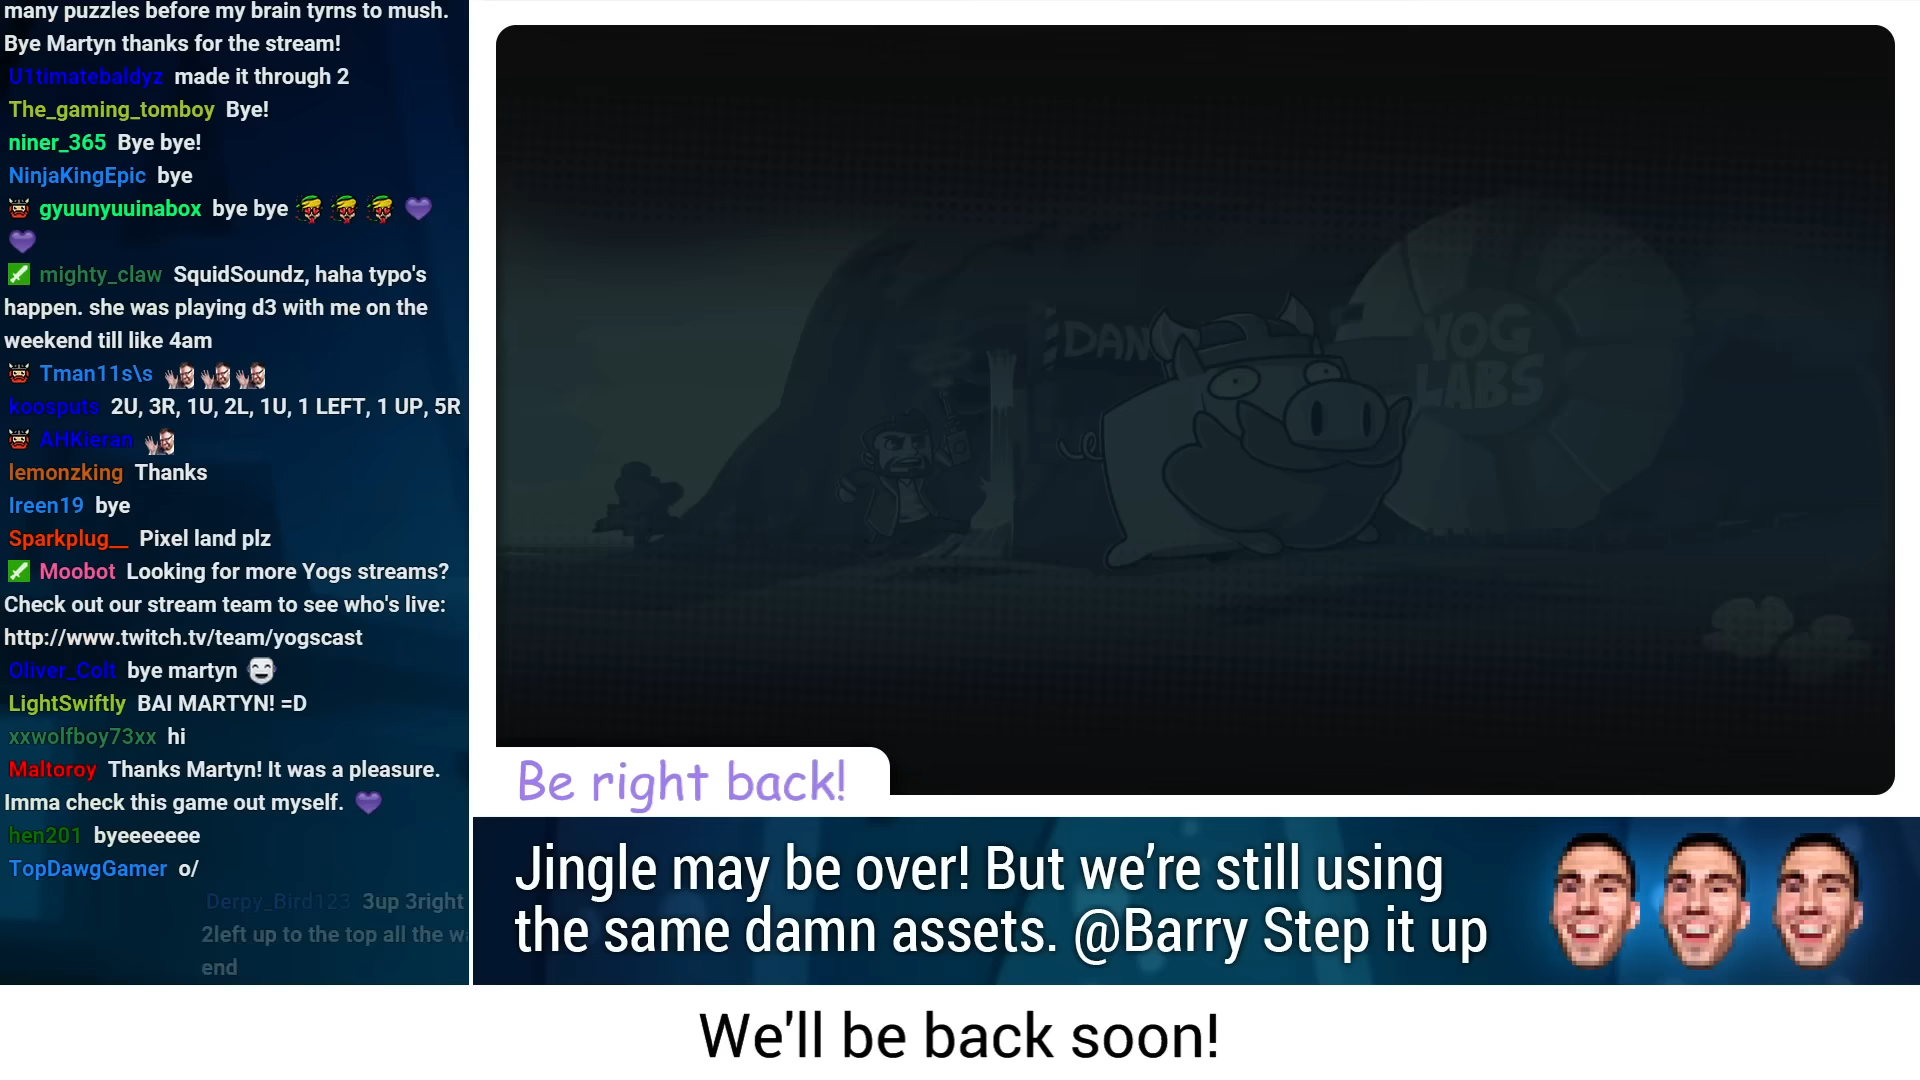 many puzzles before my brain tyrns to mush.
Bye Martyn thanks for the stream!
U1timatebaldyz made it through 2
The_gaming_tomboy Bye!
niner_365 Bye bye!
NinjaKingEpic bye
gyuunyuuinabox bye bye
mighty_claw SquidSoundz, haha typo's
happen. she was playing d3 with me on the
weekend till like 4am
Tman11s\s
koosputs 2U, 3R, 1U, 2L, 1U, 1 LEFT, 1 UP, 5R
AHKieran
lemonzking Thanks
Ireen19 bye
Sparkplug__ Pixel land plz
Moobot Looking for more Yogs streams?
Check out our stream team to see who's live:
http://www.twitch.tv/team/yogscast
Oliver_Colt bye martyn
LightSwiftly BAI MARTYN! =D
xxwolfboy73xx hi
Maltoroy Thanks Martyn! It was a pleasure.
Imma check this game out myself.
hen201 byeeeeeee
TopDawgGamer o/
Derpy_Bird123 3up 3right
2left up to the top all the
end
DAN
YOG
LABS
Be right back!
Jingle may be over! But we’re still using
the same damn assets. @Barry Step it up
We'll be back soon!